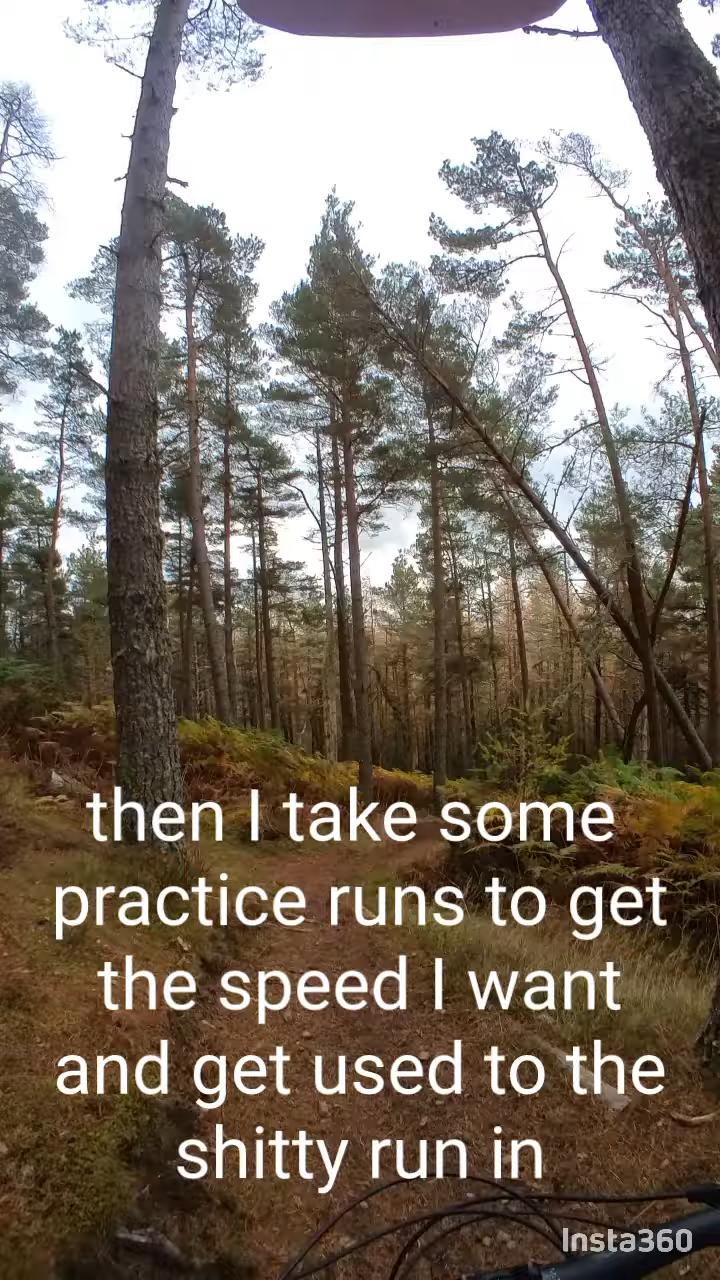 then I take some
practice runs to get
the speed I want
and get used to the
shitty run in
Insta360